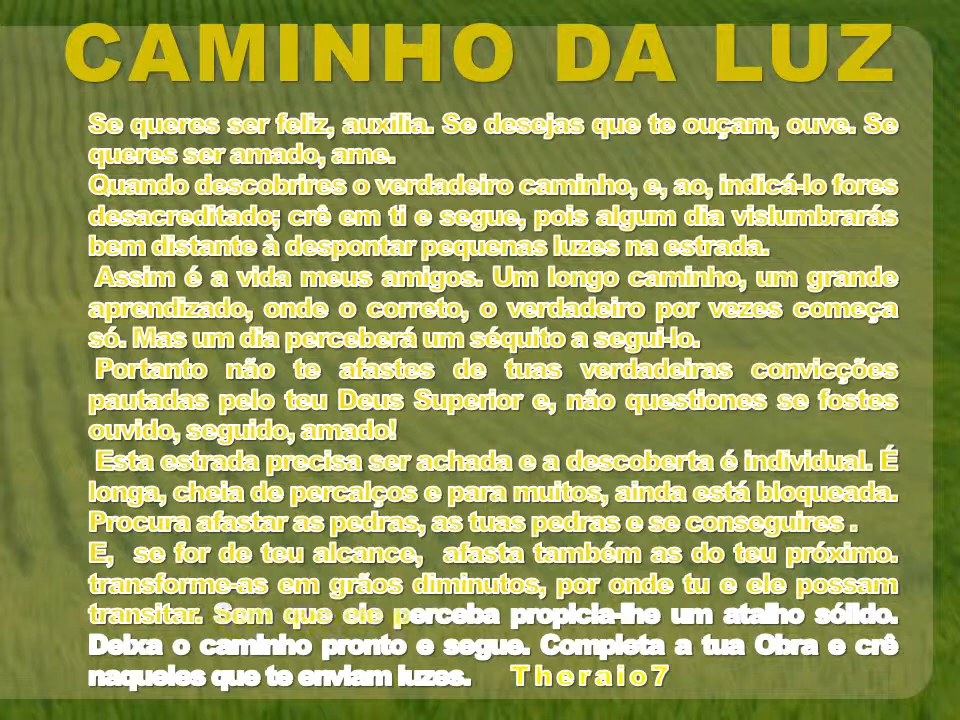 CAMINHO DA LUZ
Se queres ser feliz, auxilia. Se desejas que te ouçam, ouve. Se
queres ser amado, ame.
Quando descobrires o verdadeiro caminho, e, ao, indicá-lo fores
desacreditado; crê em ti e segue, pois algum dia vislumbrarás
bem distante à despontar pequenas luzes na estrada.
Assim é a vida meus amigos. Um longo caminho, um grande
aprendizado, onde o correto, o verdadeiro por vezes começa
só. Mas um dia perceberá um séquito a segui-lo.
Portanto não te afastes de tuas verdadeiras convicções
pautadas pelo teu Deus Superior e, não questiones se fostes
ouvido, seguido, amado!
Esta estrada precisa ser achada e a descoberta é individual. É
longa, cheia de percalços e para muitos, ainda está bloqueada.
Procura afastar as pedras, as tuas pedras e se conseguires .
E, se for de teu alcance, afasta também as do teu próximo.
transforme-as em grãos diminutos, por onde tu e ele possam
transitar. Sem que ele perceba propicia-lhe um atalho sólido.
Deixa o caminho pronto e segue. Completa a tua Obra e crê
naqueles que te enviam luzes. Theraio7